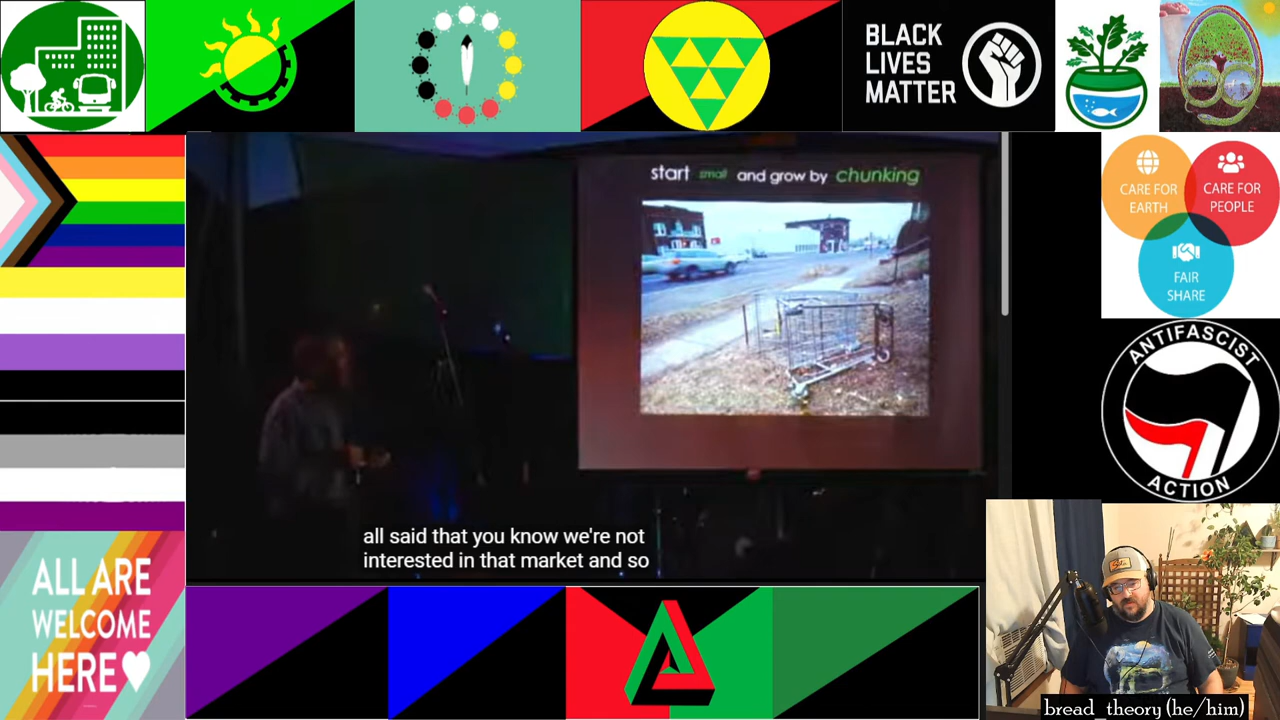 BLACK
LIVES
MATTER
start small and grow by chunking
CARE FOR
EARTH
CARE FOR
PEOPLE
FAIR
SHARE
ANTIFASCIST
ACTION
all said that you know we're not
interested in that market and so
ALL ARE
WELCOME
HERE
bread_theory (he/him)